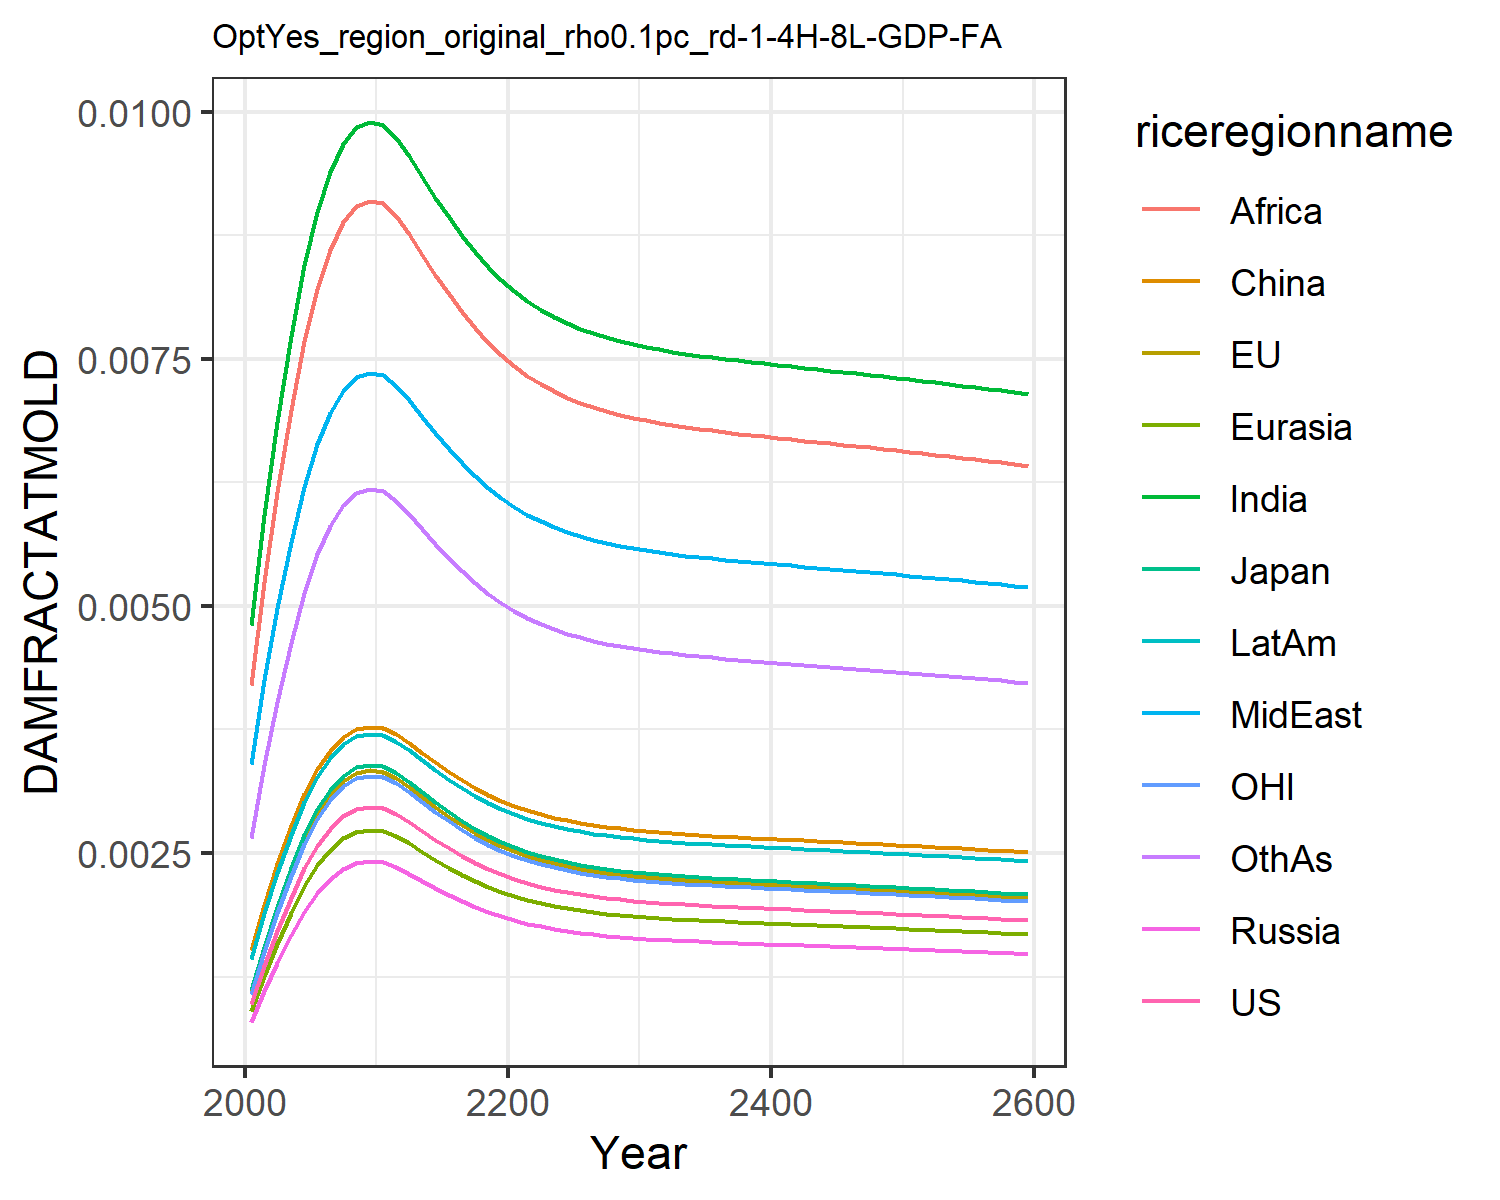 OptYes_region_original_rho0.1pc_rd-1-4H-8L-GDP-FA
DAMFRACTATMOLD
0.0100
0.0075
0.0050
0.0025
2000
2200
2400
2600
Year
riceregionname
Africa
China
EU
Eurasia
India
Japan
LatAm
MidEast
OHI
OthAs
Russia
US